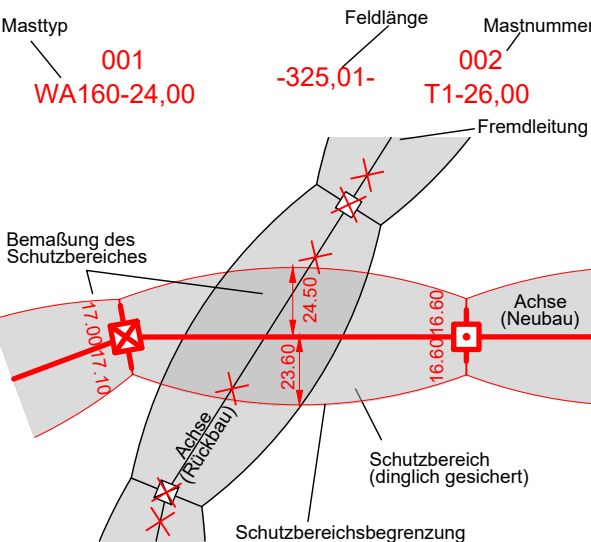 Masttyp
Feldlänge
Mastnummer
001
WA160-24,00
-325,01-
002
T1-26,00
Fremdleitung
Bemaßung des
Schutzbereiches
17.00
17.10
24.50
23.60
16.60
16.60
Achse
(Neubau)
Achse
(Rückbau)
Schutzbereich
(dinglich gesichert)
Schutzbereichsbegrenzung